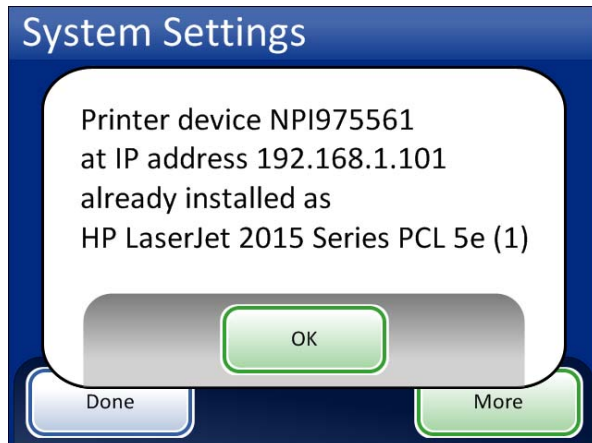 System Settings
Printer device NPI975561
at IP address 192.168.1.101
already installed as
HP LaserJet 2015 Series PCL 5e (1)
OK
Done
More